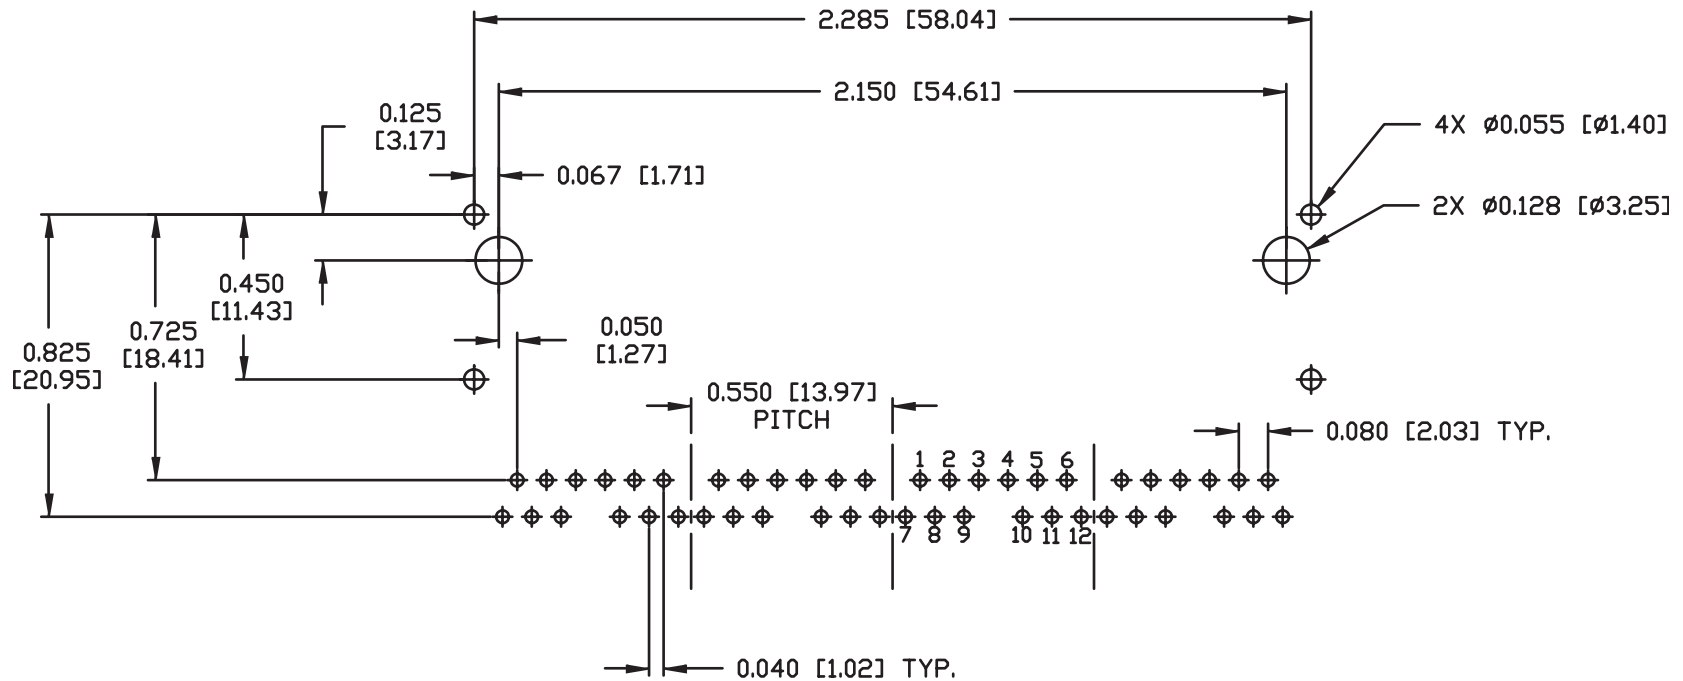 2.285 [58.04]
2.150 [54.61]
0.125
[3.17]
4X ø0.055 [ø1.40]
0.067 [1.71]
2X ø0.128 [ø3.25]
0.450
[11.43]
0.725
[18.41]
0.050
[1.27]
0.825
[20.95]
0.550 [13.97]
PITCH
0.080 [2.03] TYP.
1 2 3 4 5 6
7 8 9 10 11 12
0.040 [1.02] TYP.